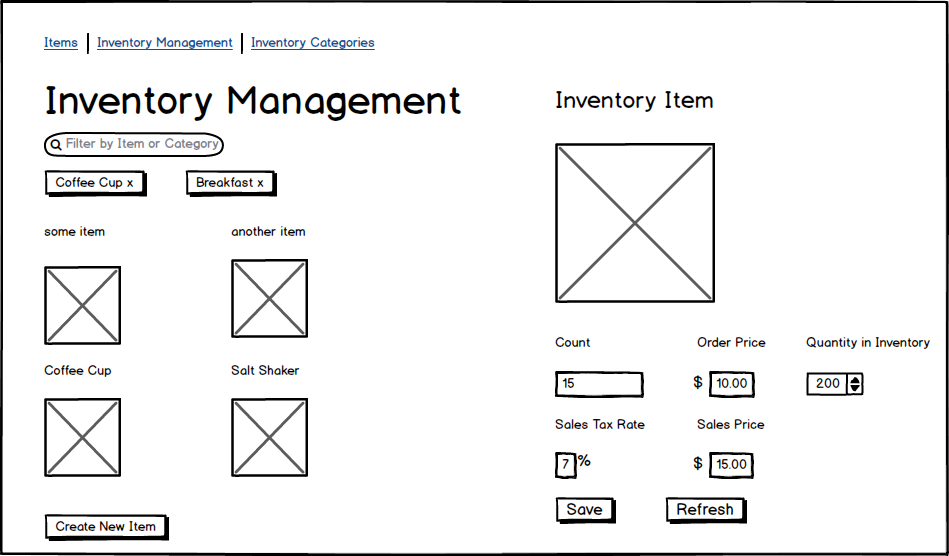 Items | Inventory Management | Inventory Categories
Inventory Management
Filter by Item or Category
Coffee Cup x
Breakfast x
some item
another item
Coffee Cup
Salt Shaker
Create New Item
Inventory Item
Count
Order Price
Quantity in Inventory
15
$ 10.00
200
Sales Tax Rate
Sales Price
7 %
$ 15.00
Save
Refresh